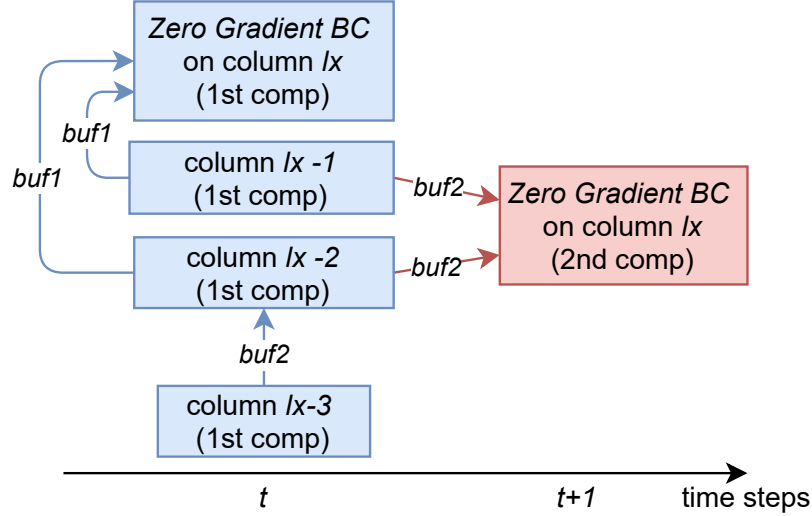 Zero Gradient BC
on column lx
(1st comp)
buf1
buf1
column lx -1
(1st comp)
buf2
Zero Gradient BC
on column lx
(2nd comp)
column lx -2
(1st comp)
buf2
buf2
column lx-3
(1st comp)
t
t+1
time steps